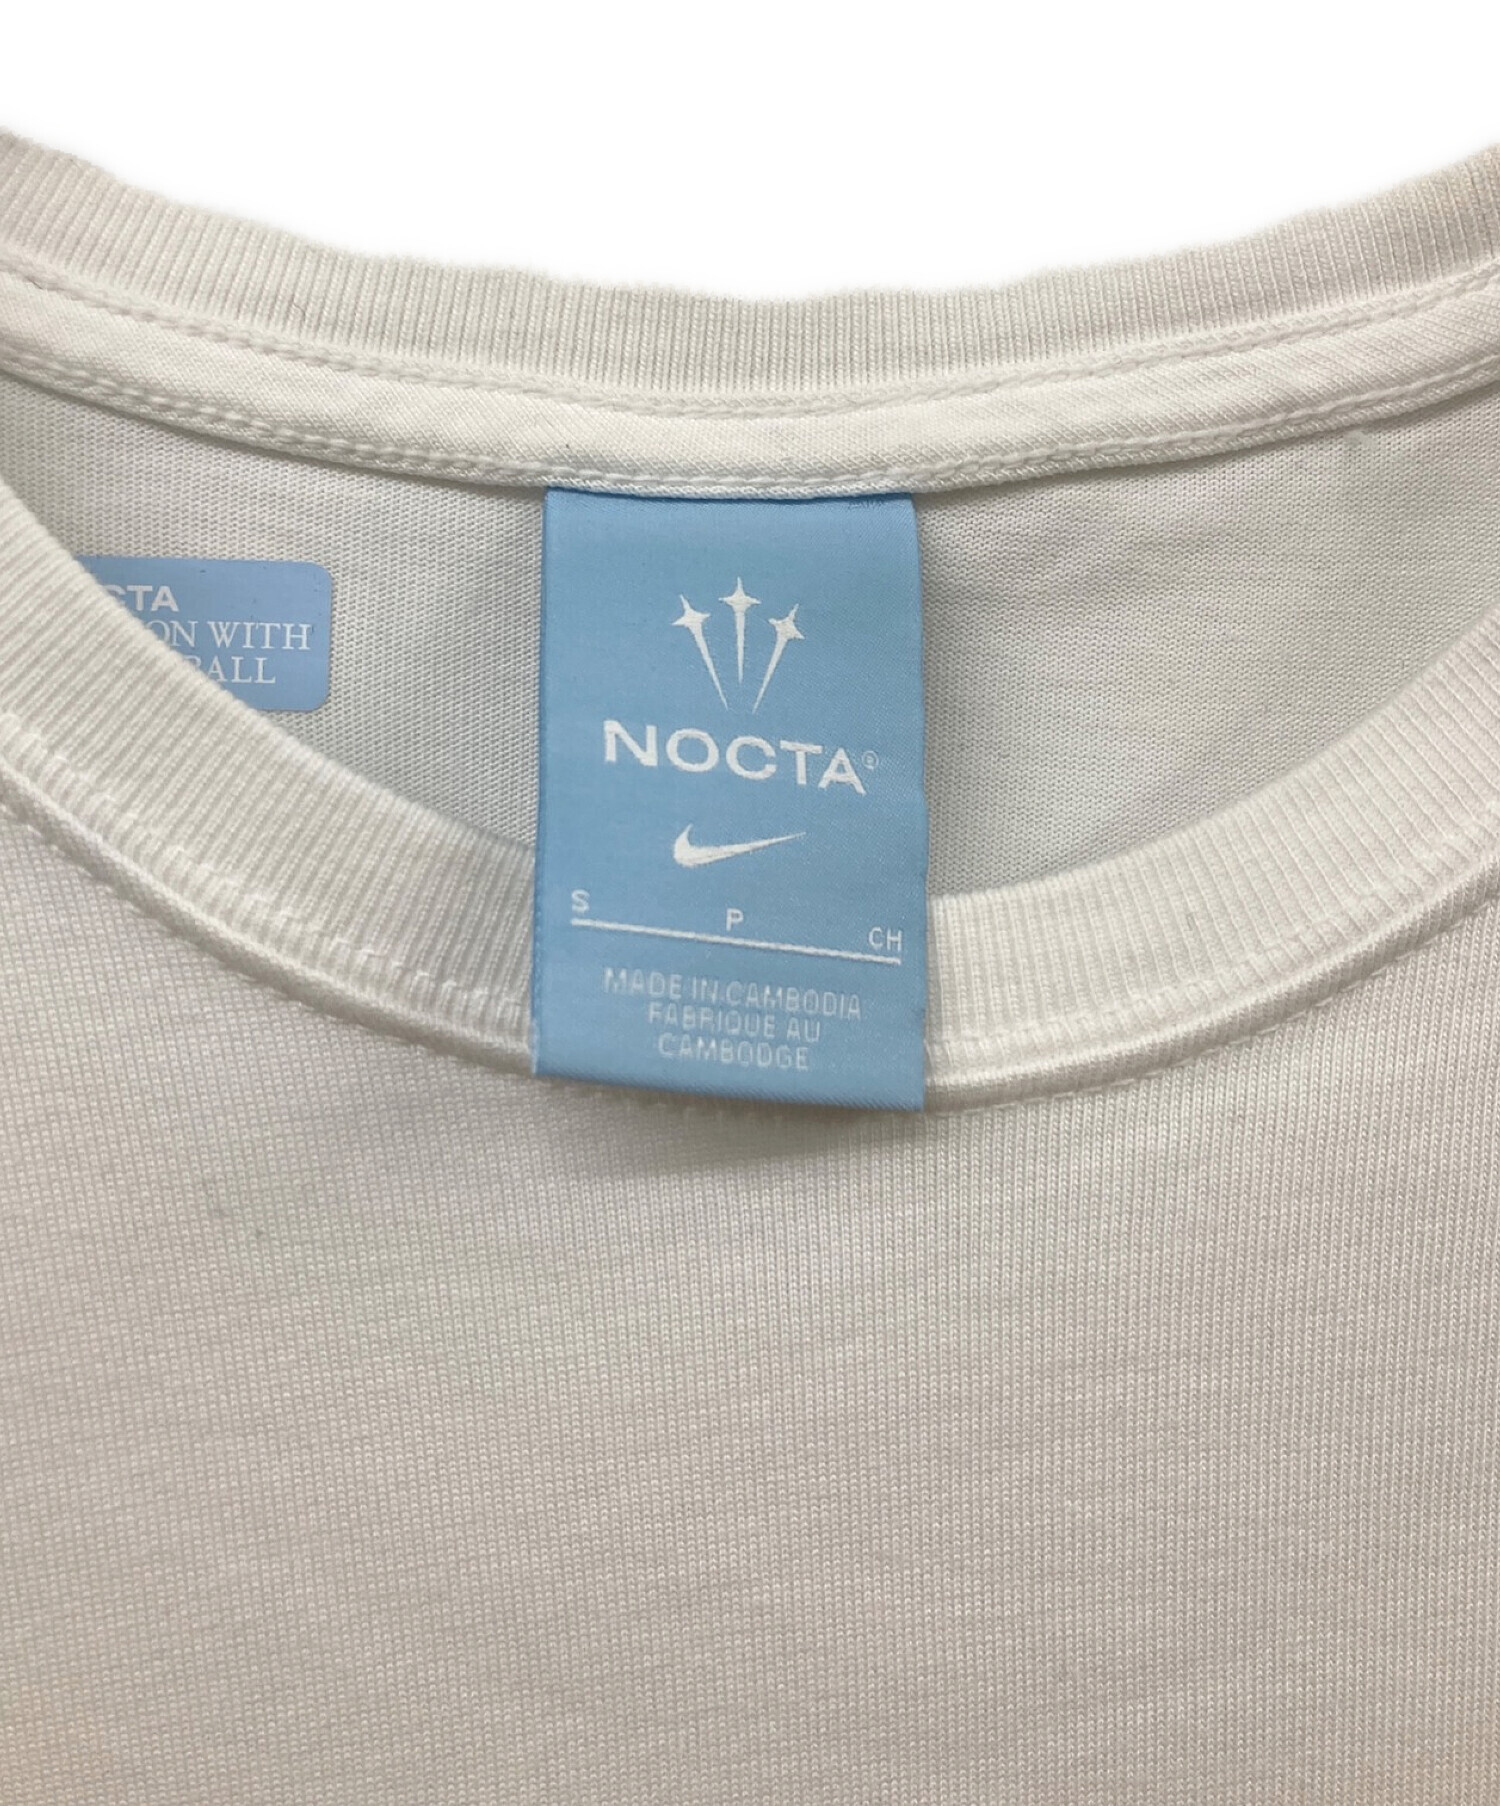 NOCTA®
S P CH
MADE IN CAMBODIA
FABRIQUE AU
CAMBODGE
CTA
ON WITH
BALL